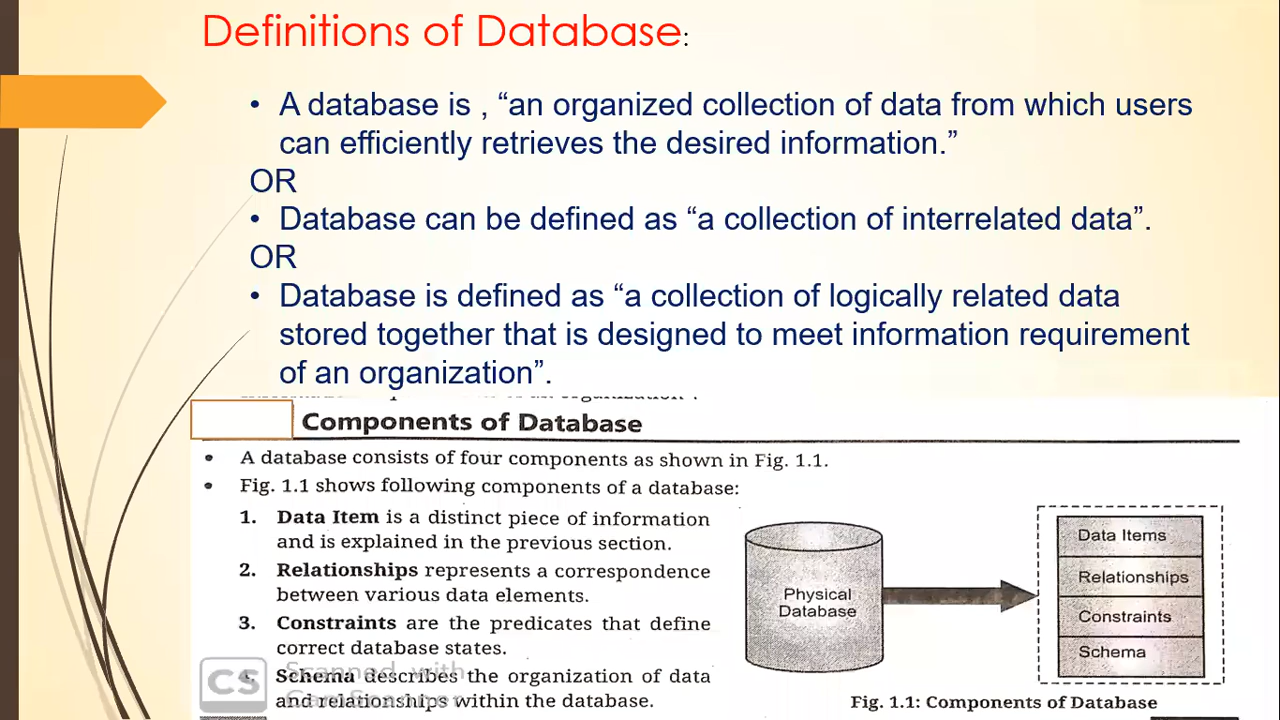 Definitions of Database:
• A database is , “an organized collection of data from which users
can efficiently retrieves the desired information.”
OR
• Database can be defined as “a collection of interrelated data”.
OR
• Database is defined as “a collection of logically related data
stored together that is designed to meet information requirement
of an organization”.
Components of Database
• A database consists of four components as shown in Fig. 1.1.
• Fig. 1.1 shows following components of a database:
1. Data Item is a distinct piece of information
and is explained in the previous section.
2. Relationships represents a correspondence
between various data elements.
3. Constraints are the predicates that define
correct database states.
4. Schema describes the organization of data
and relationships within the database.
CS
Scanned with
CamScanner
Physical
Database
Data Items
Relationships
Constraints
Schema
Fig. 1.1: Components of Database